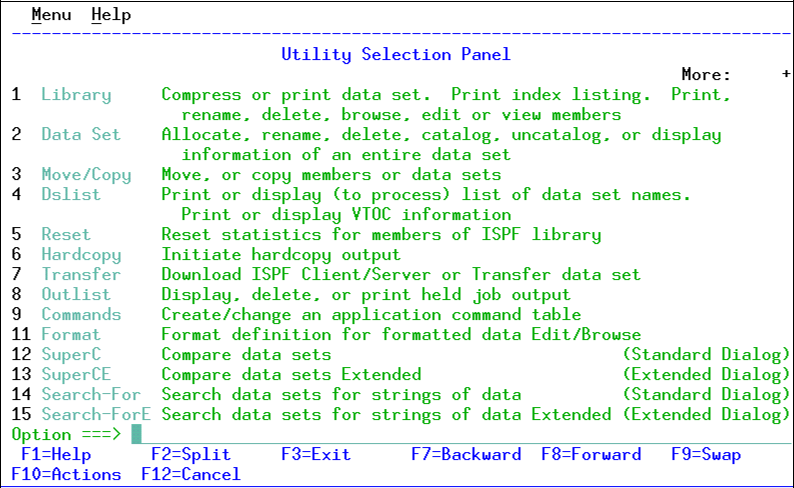 Menu  Help
Utility Selection Panel
More:     +
1  Library     Compress or print data set.  Print index listing.  Print,
rename, delete, browse, edit or view members
2  Data Set    Allocate, rename, delete, catalog, uncatalog, or display
information of an entire data set
3  Move/Copy   Move, or copy members or data sets
4  Dslist      Print or display (to process) list of data set names.
Print or display VTOC information
5  Reset       Reset statistics for members of ISPF library
6  Hardcopy    Initiate hardcopy output
7  Transfer    Download ISPF Client/Server or Transfer data set
8  Outlist     Display, delete, or print held job output
9  Commands    Create/change an application command table
11 Format      Format definition for formatted data Edit/Browse
12 SuperC      Compare data sets                             (Standard Dialog)
13 SuperCE     Compare data sets Extended                    (Extended Dialog)
14 Search-For  Search data sets for strings of data          (Standard Dialog)
15 Search-ForE Search data sets for strings of data Extended (Extended Dialog)
Option ===>
F1=Help      F2=Split     F3=Exit      F7=Backward  F8=Forward   F9=Swap
F10=Actions  F12=Cancel